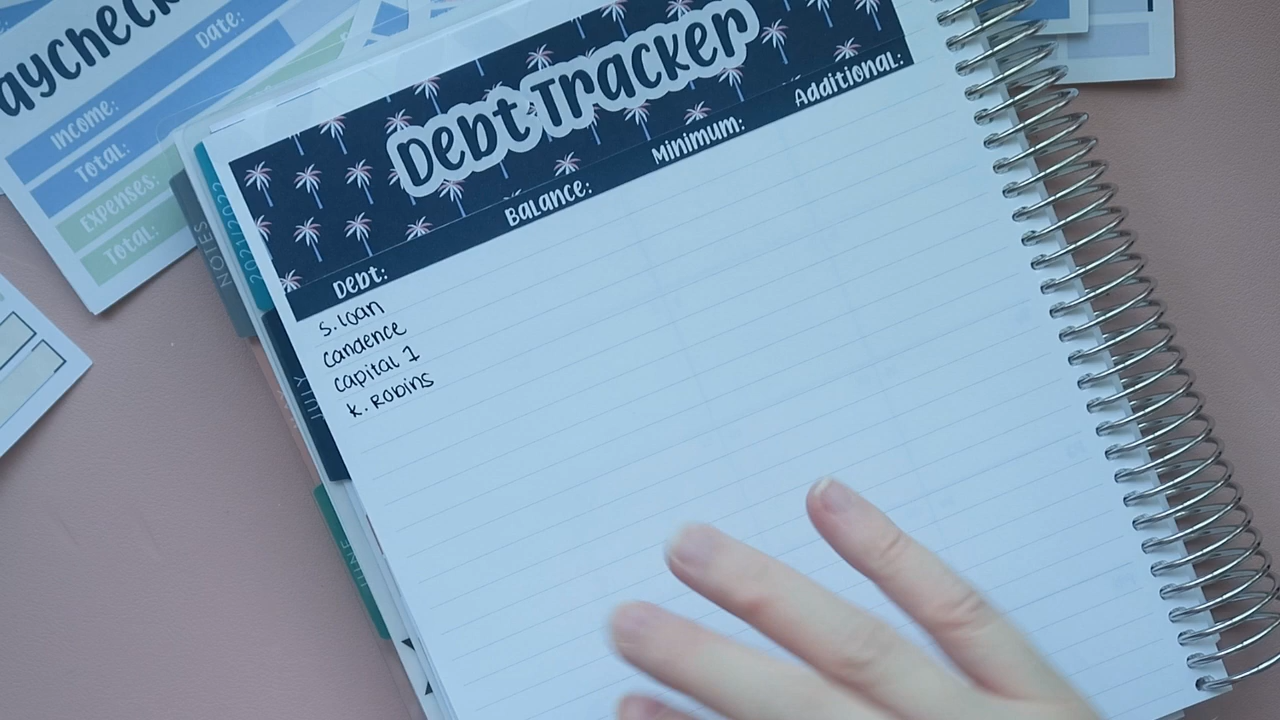 aycheck
Date:
Income:
Total:
Expenses:
Total:
NOTES
2021/2022
JULY
JUNE
Debt Tracker
Debt:
Balance:
Minimum:
Additional:
s. loan
candence
capital 1
k. Robins